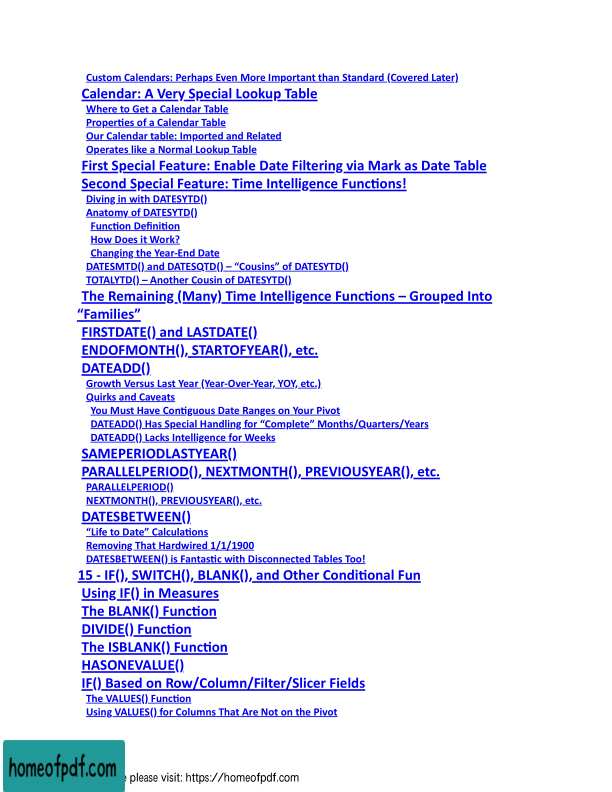 Custom Calendars: Perhaps Even More Important than Standard (Covered Later)
Calendar: A Very Special Lookup Table
Where to Get a Calendar Table
Properties of a Calendar Table
Our Calendar table: Imported and Related
Operates like a Normal Lookup Table
First Special Feature: Enable Date Filtering via Mark as Date Table
Second Special Feature: Time Intelligence Functions!
Diving in with DATESYTD()
Anatomy of DATESYTD()
Function Definition
How Does it Work?
Changing the Year-End Date
DATESMTD() and DATESQTD() – “Cousins” of DATESYTD()
TOTALYTD() – Another Cousin of DATESYTD()
The Remaining (Many) Time Intelligence Functions – Grouped Into
“Families”
FIRSTDATE() and LASTDATE()
ENDOFMONTH(), STARTOFYEAR(), etc.
DATEADD()
Growth Versus Last Year (Year-Over-Year, YOY, etc.)
Quirks and Caveats
You Must Have Contiguous Date Ranges on Your Pivot
DATEADD() Has Special Handling for “Complete” Months/Quarters/Years
DATEADD() Lacks Intelligence for Weeks
SAMEPERIODLASTYEAR()
PARALLELPERIOD(), NEXTMONTH(), PREVIOUSYEAR(), etc.
PARALLELPERIOD()
NEXTMONTH(), PREVIOUSYEAR(), etc.
DATESBETWEEN()
“Life to Date” Calculations
Removing That Hardwired 1/1/1900
DATESBETWEEN() is Fantastic with Disconnected Tables Too!
15 - IF(), SWITCH(), BLANK(), and Other Conditional Fun
Using IF() in Measures
The BLANK() Function
DIVIDE() Function
The ISBLANK() Function
HASONEVALUE()
IF() Based on Row/Column/Filter/Slicer Fields
The VALUES() Function
Using VALUES() for Columns That Are Not on the Pivot
homeofpdf.com please visit: https://homeofpdf.com